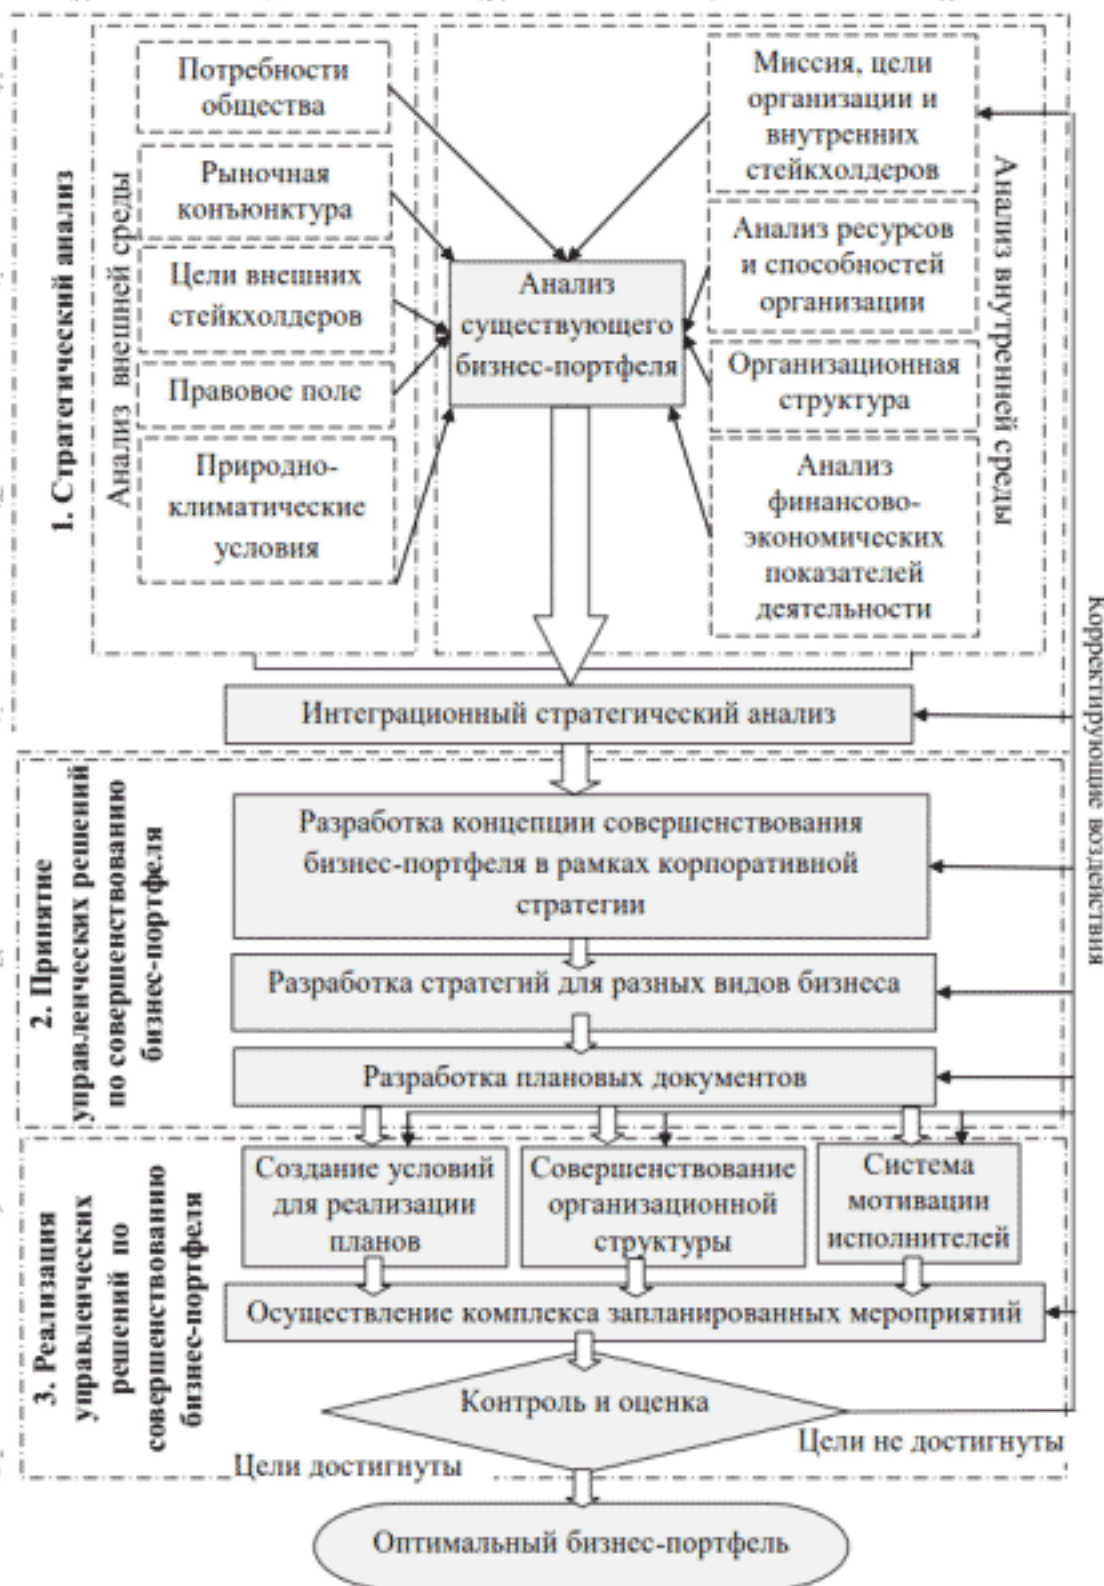 1. Стратегический анализ
Анализ внешней среды
Потребности
общества
Рыночная
конъюнктура
Цели внешних
стейкхолдеров
Правовое поле
Природно-
климатические
условия
Анализ
существующего
бизнес-портфеля
Миссия, цели
организации и
внутренних
стейкхолдеров
Анализ ресурсов
и способностей
организации
Организационная
структура
Анализ
финансово-
экономических
показателей
деятельности
Анализ внутренней среды
Корректирующие воздействия
Интеграционный стратегический анализ
2. Принятие
управленческих решений
по совершенствованию
бизнес-портфеля
Разработка концепции совершенствования
бизнес-портфеля в рамках корпоративной
стратегии
Разработка стратегий для разных видов бизнеса
Разработка плановых документов
3. Реализация
управленческих
решений по
совершенствованию
бизнес-портфеля
Создание условий
для реализации
планов
Совершенствование
организационной
структуры
Система
мотивации
исполнителей
Осуществление комплекса запланированных мероприятий
Контроль и оценка
Цели не достигнуты
Цели достигнуты
Оптимальный бизнес-портфель